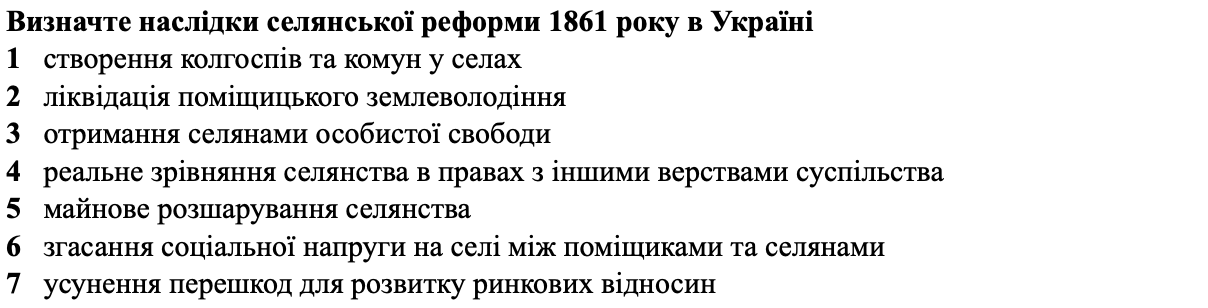 Визначте наслідки селянської реформи 1861 року в Україні
1 створення колгоспів та комун у селах
2 ліквідація поміщицького землеволодіння
3 отримання селянами особистої свободи
4 реальне зрівняння селянства в правах з іншими верствами суспільства
5 майнове розшарування селянства
6 згасання соціальної напруги на селі між поміщиками та селянами
7 усунення перешкод для розвитку ринкових відносин